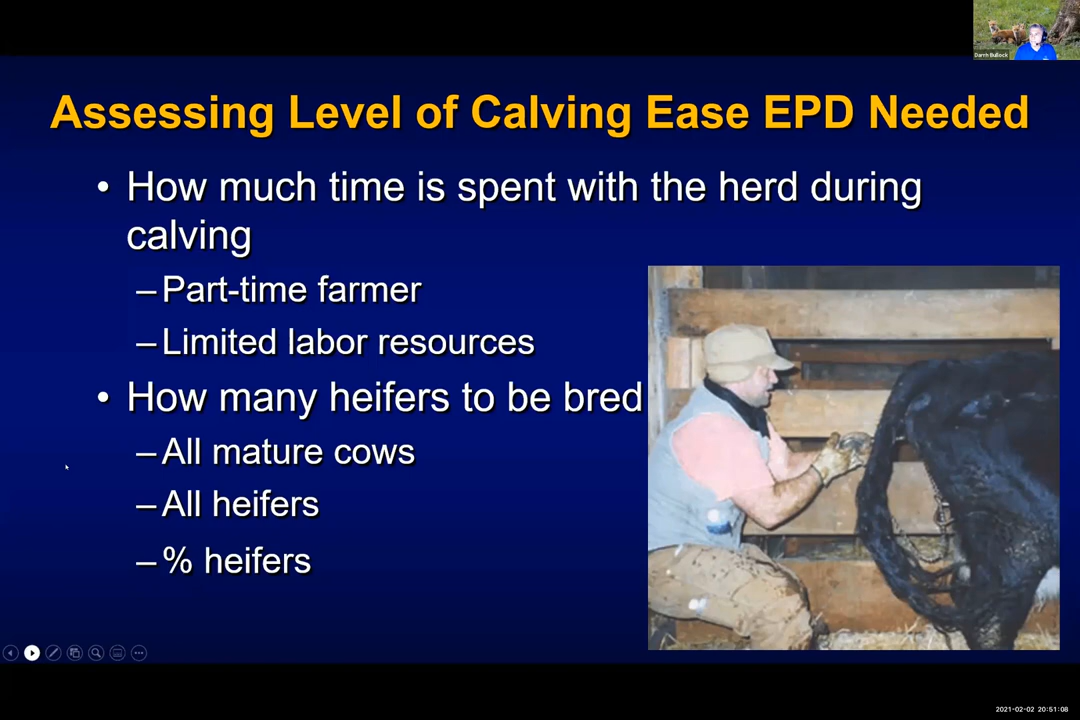 Darrh Bullock
Assessing Level of Calving Ease EPD Needed
• How much time is spent with the herd during
calving
– Part-time farmer
– Limited labor resources
• How many heifers to be bred
– All mature cows
– All heifers
– % heifers
2021-02-02 20:51:08